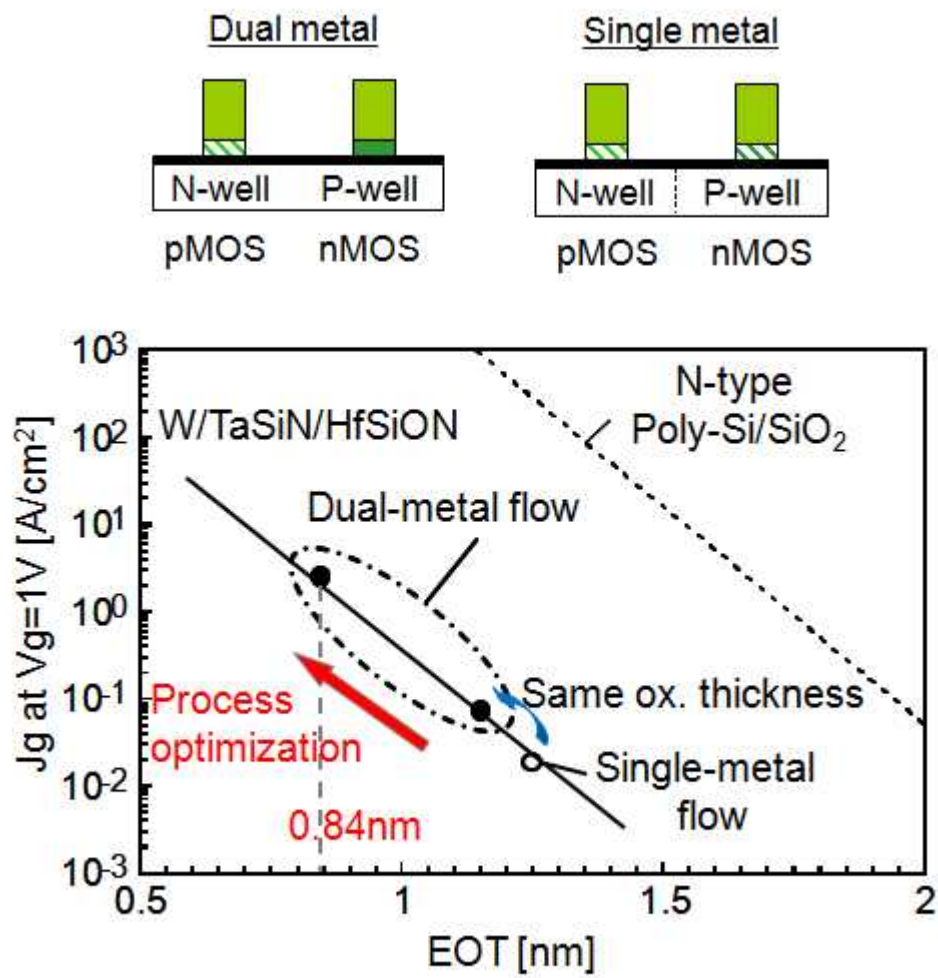 Dual metal
Single metal
N-well P-well
N-well P-well
pMOS nMOS
pMOS nMOS
Jg at Vg=1V [A/cm²]
10³
10²
10¹
10⁰
10⁻¹
10⁻²
10⁻³
W/TaSiN/HfSiON
N-type
Poly-Si/SiO₂
Dual-metal flow
Process
optimization
Same ox. thickness
Single-metal
flow
0.84nm
0.5 1 1.5 2
EOT [nm]